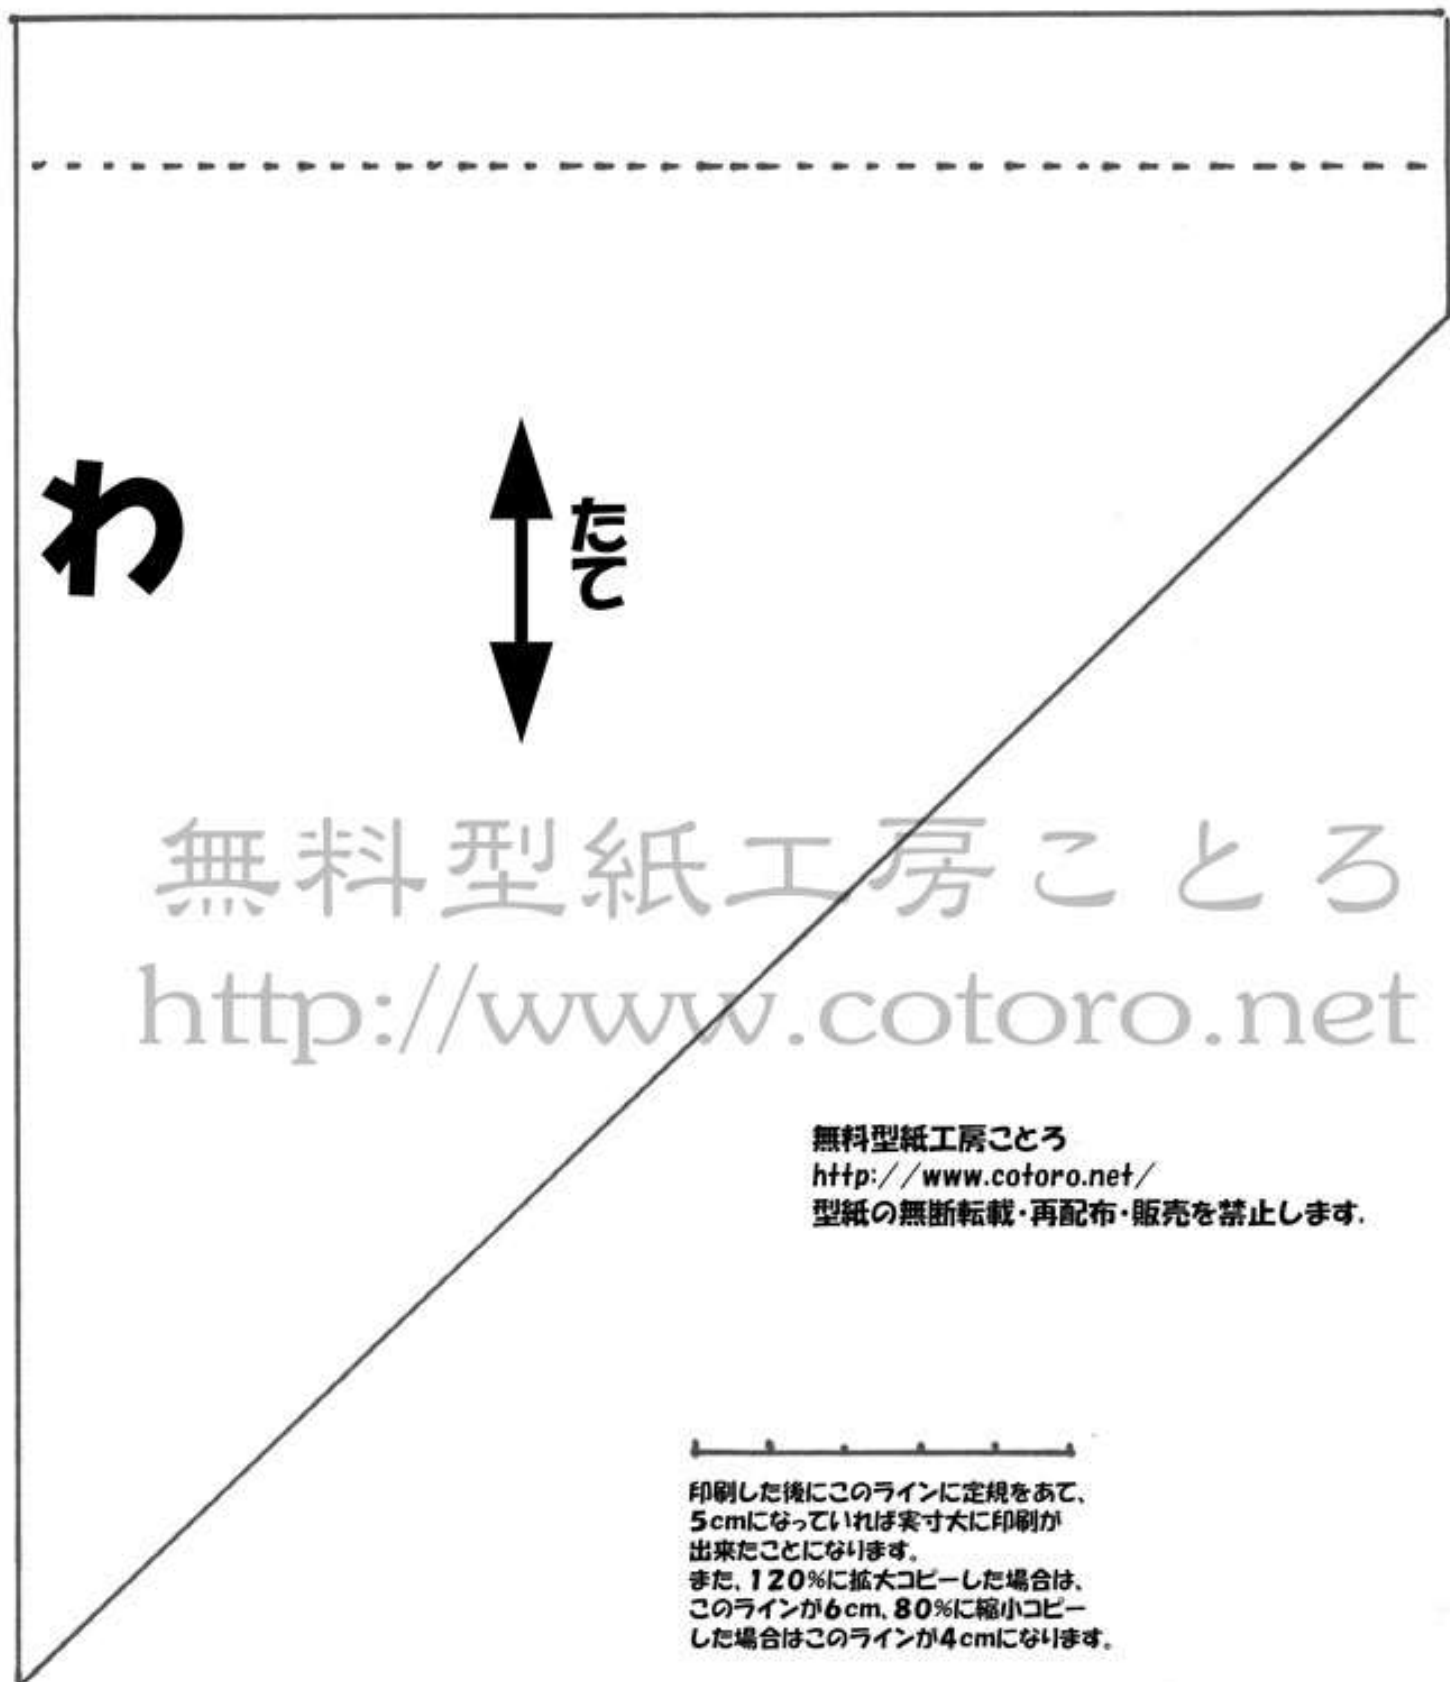 わ
たて
無料型紙工房ことろ
http://www.cotoro.net
無料型紙工房ことろ
http://www.cotoro.net/
型紙の無断転載・再配布・販売を禁止します.
印刷した後にこのラインに定規をあて、
5cmになっていれば実寸大に印刷が
出来たことになります。
また、120%に拡大コピーした場合は、
このラインが6cm、80%に縮小コピー
した場合はこのラインが4cmになります。